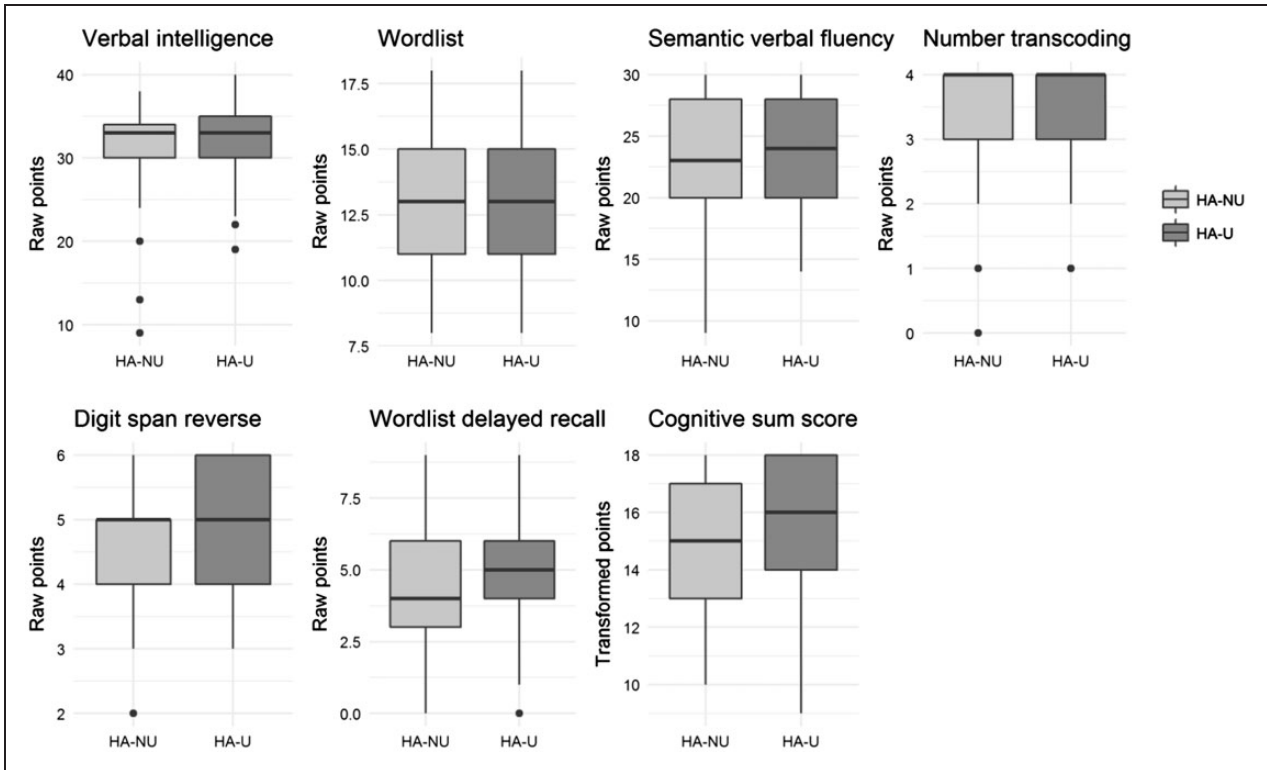 Verbal intelligence
Raw points
40
30
20
10
HA-NU HA-U
Wordlist
Raw points
17.5
15.0
12.5
10.0
7.5
HA-NU HA-U
Semantic verbal fluency
Raw points
30
25
20
15
10
HA-NU HA-U
Number transcoding
Raw points
4
3
2
1
0
HA-NU HA-U
HA-NU
HA-U
Digit span reverse
Raw points
6
5
4
3
2
HA-NU HA-U
Wordlist delayed recall
Raw points
7.5
5.0
2.5
0.0
HA-NU HA-U
Cognitive sum score
Transformed points
18
16
14
12
10
HA-NU HA-U